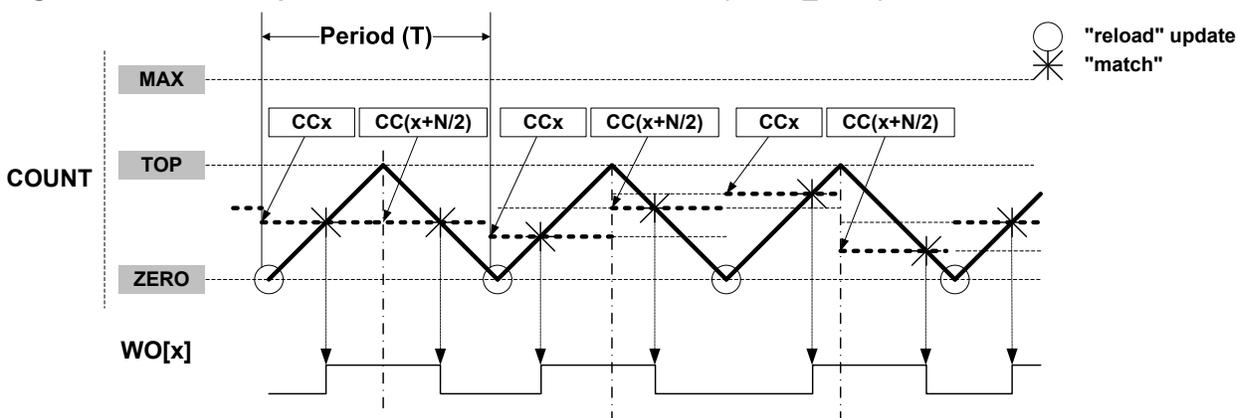 Period (T)
"reload" update
"match"
MAX
CCx
CC(x+N/2)
CCx
CC(x+N/2)
CCx
CC(x+N/2)
TOP
COUNT
ZERO
WO[x]